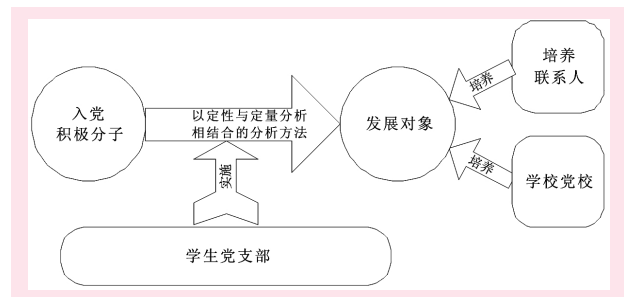 入党
积极分子
以定性与定量分析
相结合的分析方法
实施
发展对象
培养
培养
联系人
培养
学校党校
学生党支部